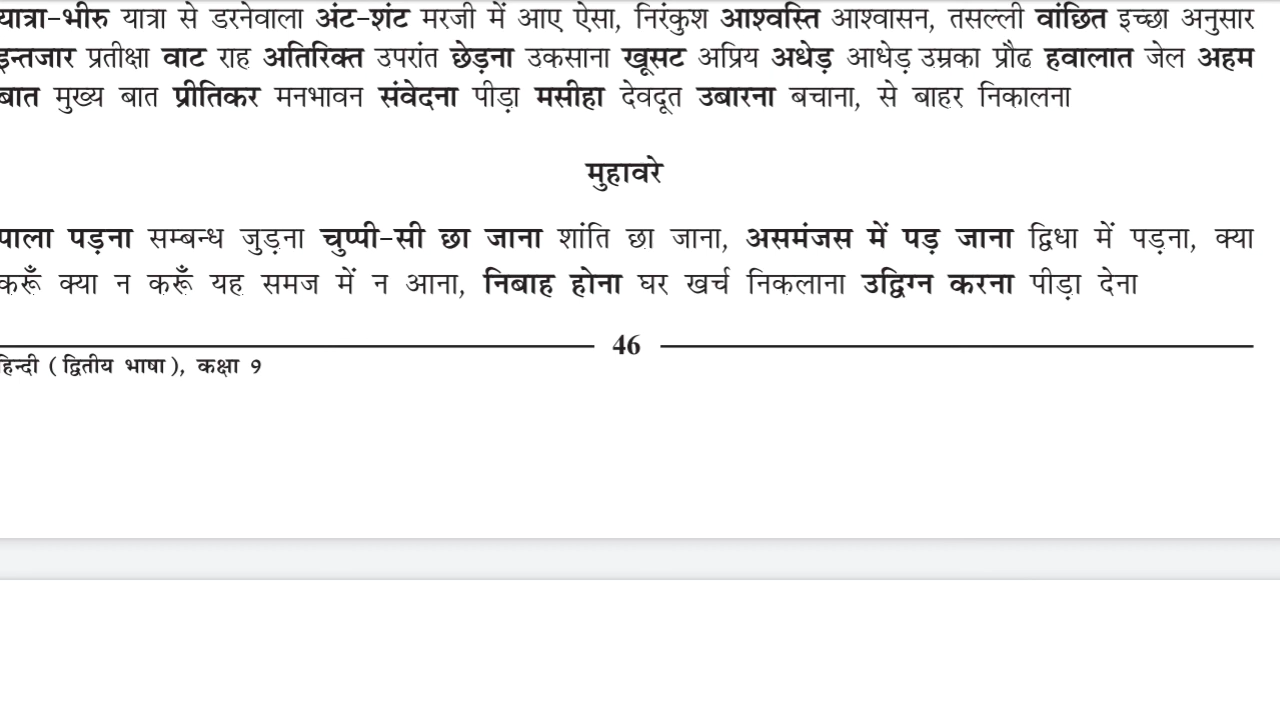 यात्रा-भीरु यात्रा से डरनेवाला अंट-शंट मरजी में आए ऐसा, निरंकुश आश्वस्ति आश्वासन, तसल्ली वांछित इच्छा अनुसार
इन्तजार प्रतीक्षा वाट राह अतिरिक्त उपरांत छेड़ना उकसाना खूसट अप्रिय अधेड़ आधेड़ उम्रका प्रौढ हवालात जेल अहम
बात मुख्य बात प्रीतिकर मनभावन संवेदना पीड़ा मसीहा देवदूत उबारना बचाना, से बाहर निकालना
मुहावरे
पाला पड़ना सम्बन्ध जुड़ना चुप्पी-सी छा जाना शांति छा जाना, असमंजस में पड़ जाना द्विधा में पड़ना, क्या
करूँ क्या न करूँ यह समज में न आना, निबाह होना घर खर्च निकलाना उद्विग्न करना पीड़ा देना
46
हिन्दी (द्वितीय भाषा), कक्षा ९